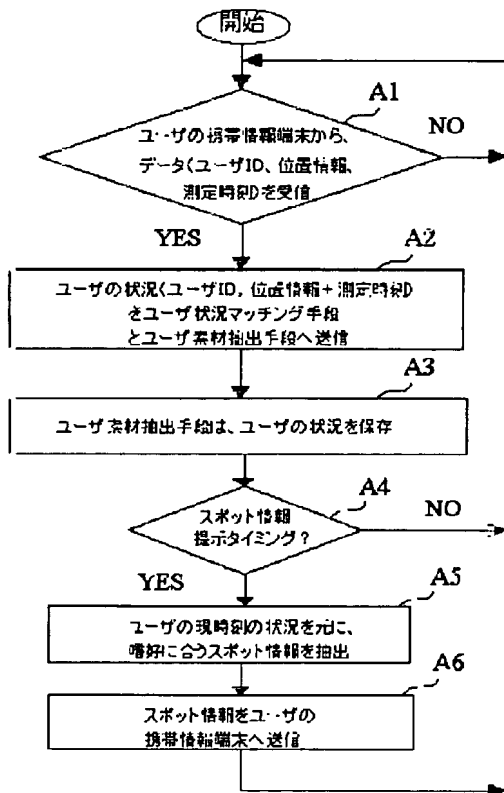 開始
A1
ユーザの携帯情報端末から、
データ(ユーザID、位置情報、
測定時刻)を受信
NO
YES
A2
ユーザの状況(ユーザID, 位置情報+測定時刻)
をユーザ状況マッチング手段
とユーザ素材抽出手段へ送信
A3
ユーザ素材抽出手段は、ユーザの状況を保存
A4
スポット情報
提示タイミング?
NO
YES
A5
ユーザの現時刻の状況を元に、
嗜好に合うスポット情報を抽出
A6
スポット情報をユーザの
携帯情報端末へ送信